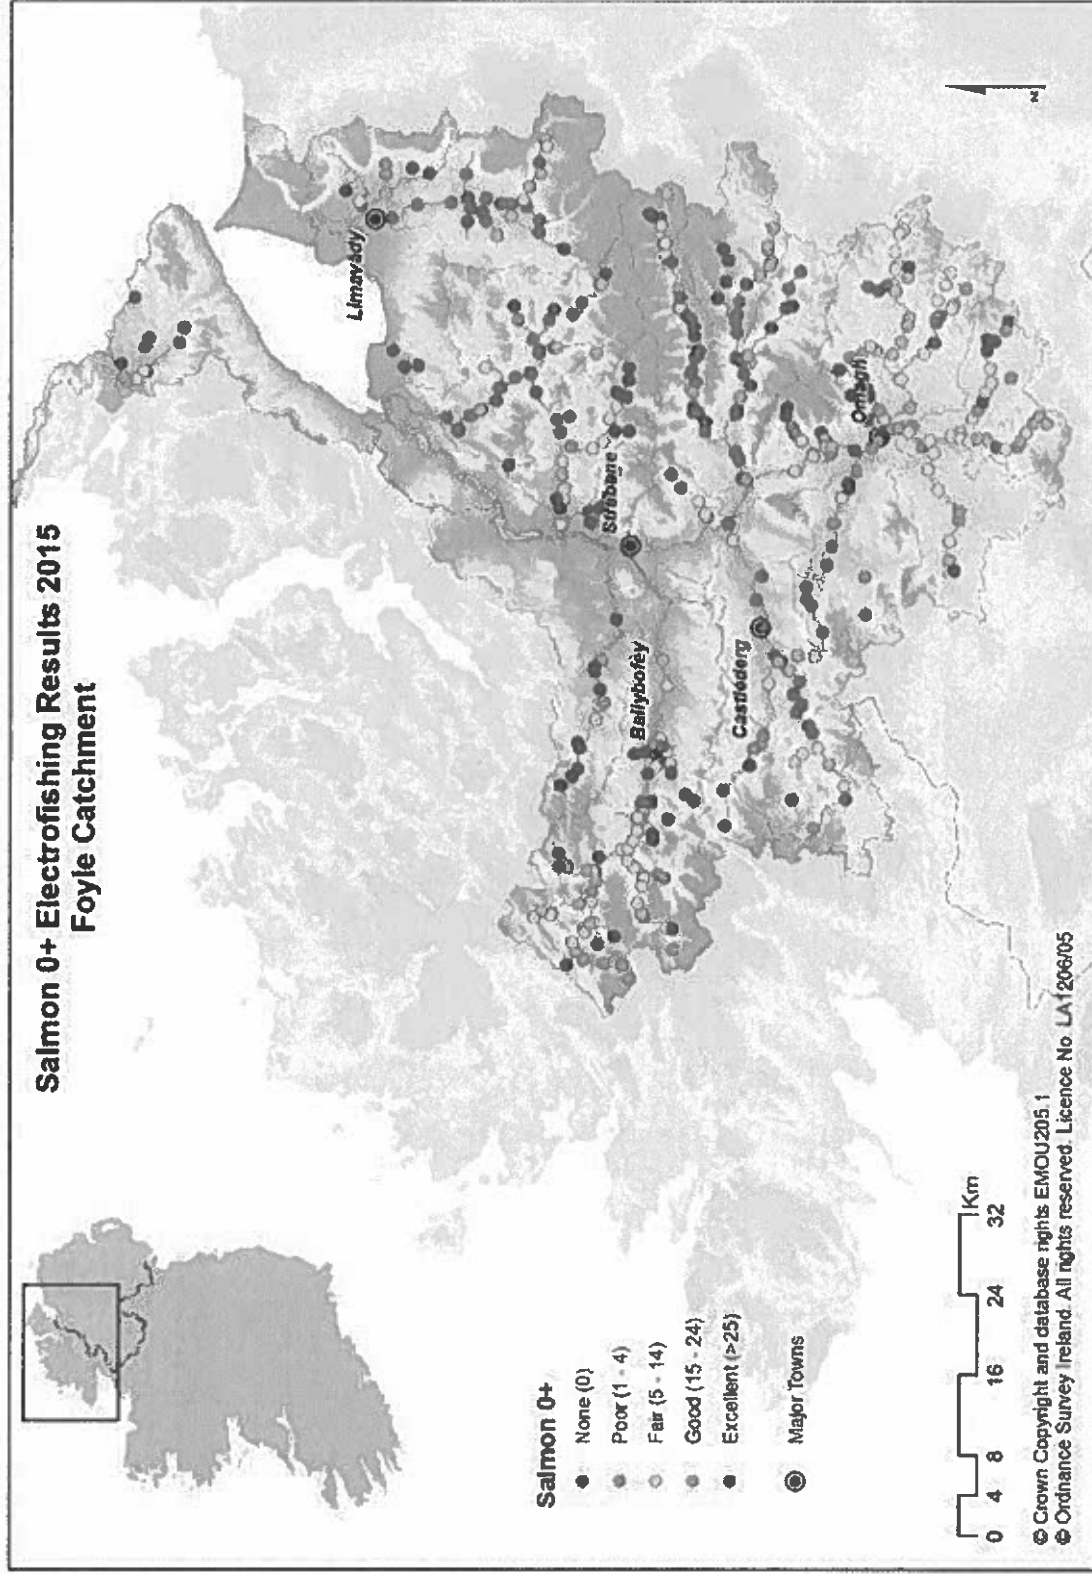 Salmon 0+ Electrofishing Results 2015
Foyle Catchment
Limavady
Strabane
Ballybofey
Castlederg
Omagh
N
Salmon 0+
None (0)
Poor (1 - 4)
Fair (5 - 14)
Good (15 - 24)
Excellent (>25)
Major Towns
Km
0 4 8 16 24 32
© Crown Copyright and database rights EMOU205.1
© Ordnance Survey Ireland. All rights reserved. Licence No LA1206/05